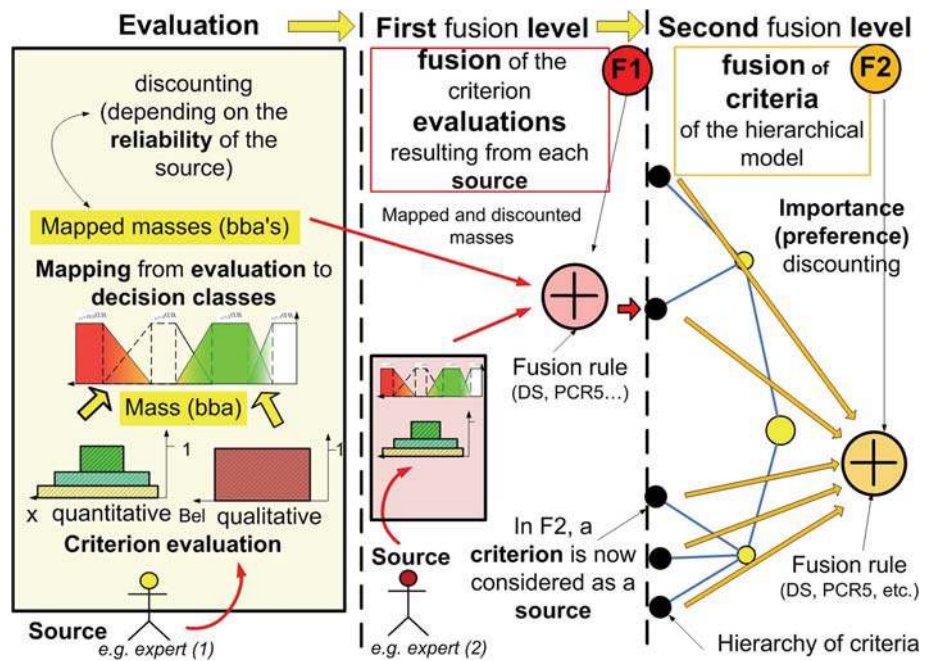 Evaluation
First fusion level
Second fusion level
discounting
(depending on the
reliability of the
source)
Mapped masses (bba's)
Mapping from evaluation to
decision classes
Mass (bba)
1
1
x quantitative
Bel qualitative
Criterion evaluation
Source
e.g. expert (1)
fusion of the
criterion
evaluations
resulting from each
source
F1
Mapped and discounted
masses
Fusion rule
(DS, PCR5...)
Source
e.g. expert (2)
fusion of
criteria
of the hierarchical
model
F2
Importance
(preference)
discounting
In F2, a
criterion is now
considered as a
source
Fusion rule
(DS, PCR5, etc.)
Hierarchy of criteria